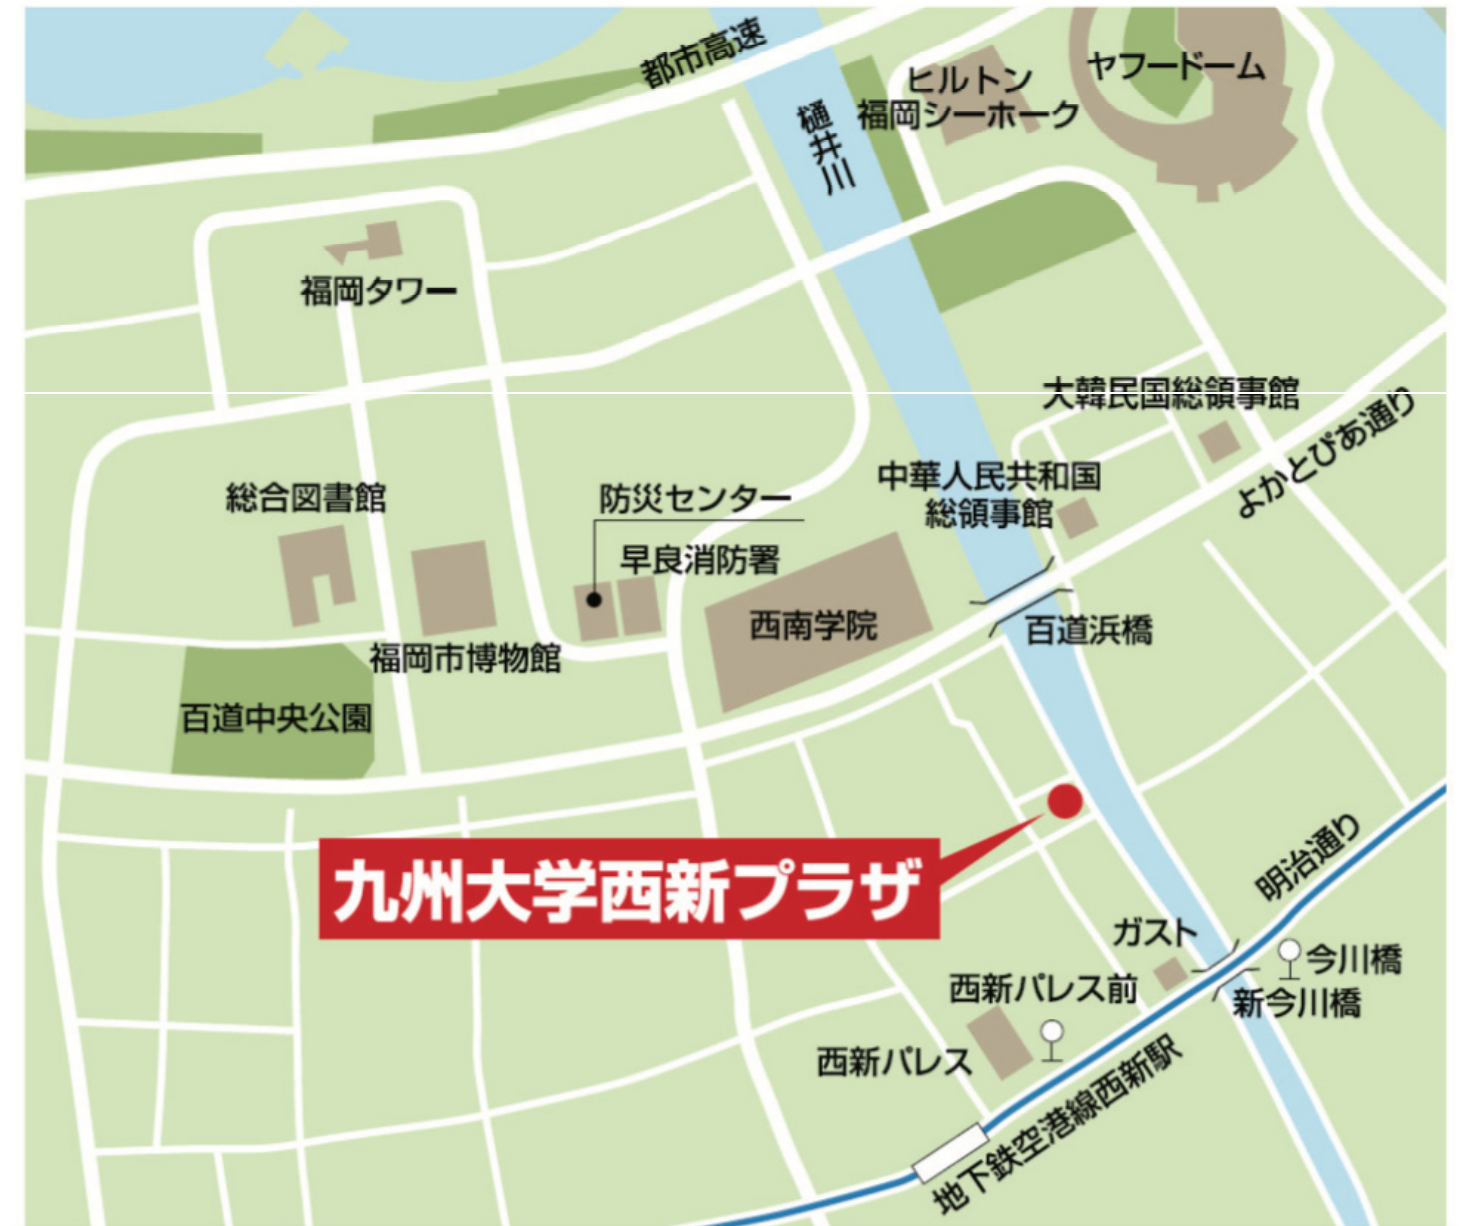 都市高速
ヒルトン
福岡シーホーク
ヤフードーム
樋井川
福岡タワー
大韓民国総領事館
よかとぴあ通り
中華人民共和国
総領事館
総合図書館
防災センター
早良消防署
西南学院
百道浜橋
福岡市博物館
百道中央公園
九州大学西新プラザ
明治通り
ガスト
今川橋
西新パレス前
新今川橋
西新パレス
地下鉄空港線西新駅